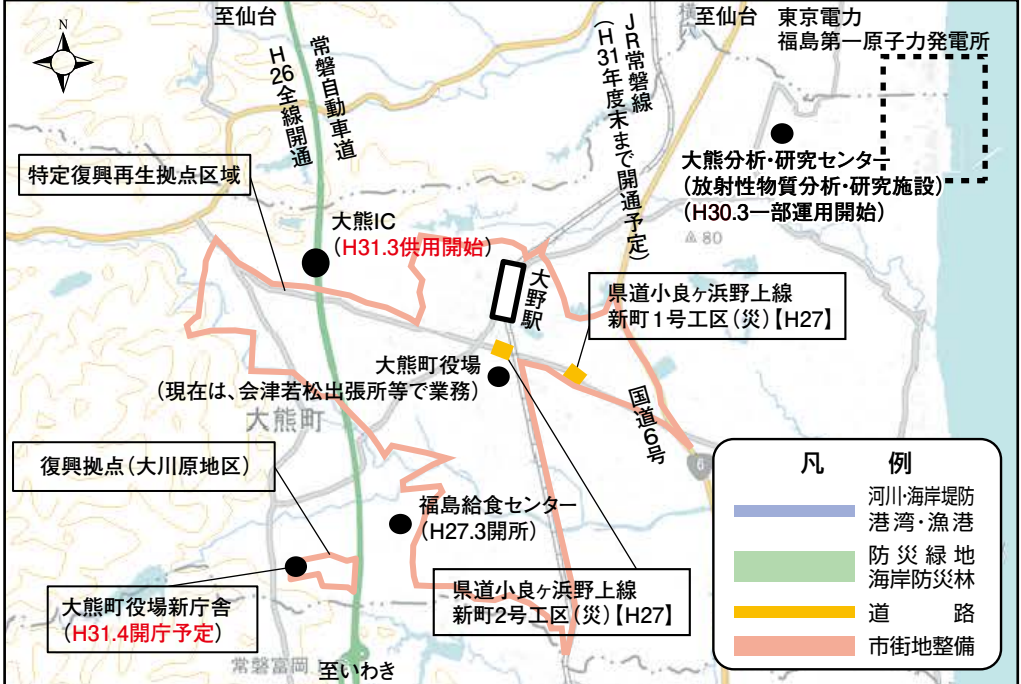 至仙台
至仙台
東京電力
福島第一原子力発電所
N
常磐自動車道
H26全線開通
JR常磐線
(H31年度末まで開通予定)
大熊分析・研究センター
(放射性物質分析・研究施設)
(H30.3一部運用開始)
80
特定復興再生拠点区域
大熊IC
(H31.3供用開始)
大野駅
県道小良ヶ浜野上線
新町1号工区(災)【H27】
大熊町役場
(現在は、会津若松出張所等で業務)
大熊町
国道6号
6
復興拠点(大川原地区)
福島給食センター
(H27.3開所)
県道小良ヶ浜野上線
新町2号工区(災)【H27】
大熊町役場新庁舎
(H31.4開庁予定)
常磐富岡
至いわき
凡 例
河川・海岸堤防
港湾・漁港
防災緑地
海岸防災林
道 路
市街地整備